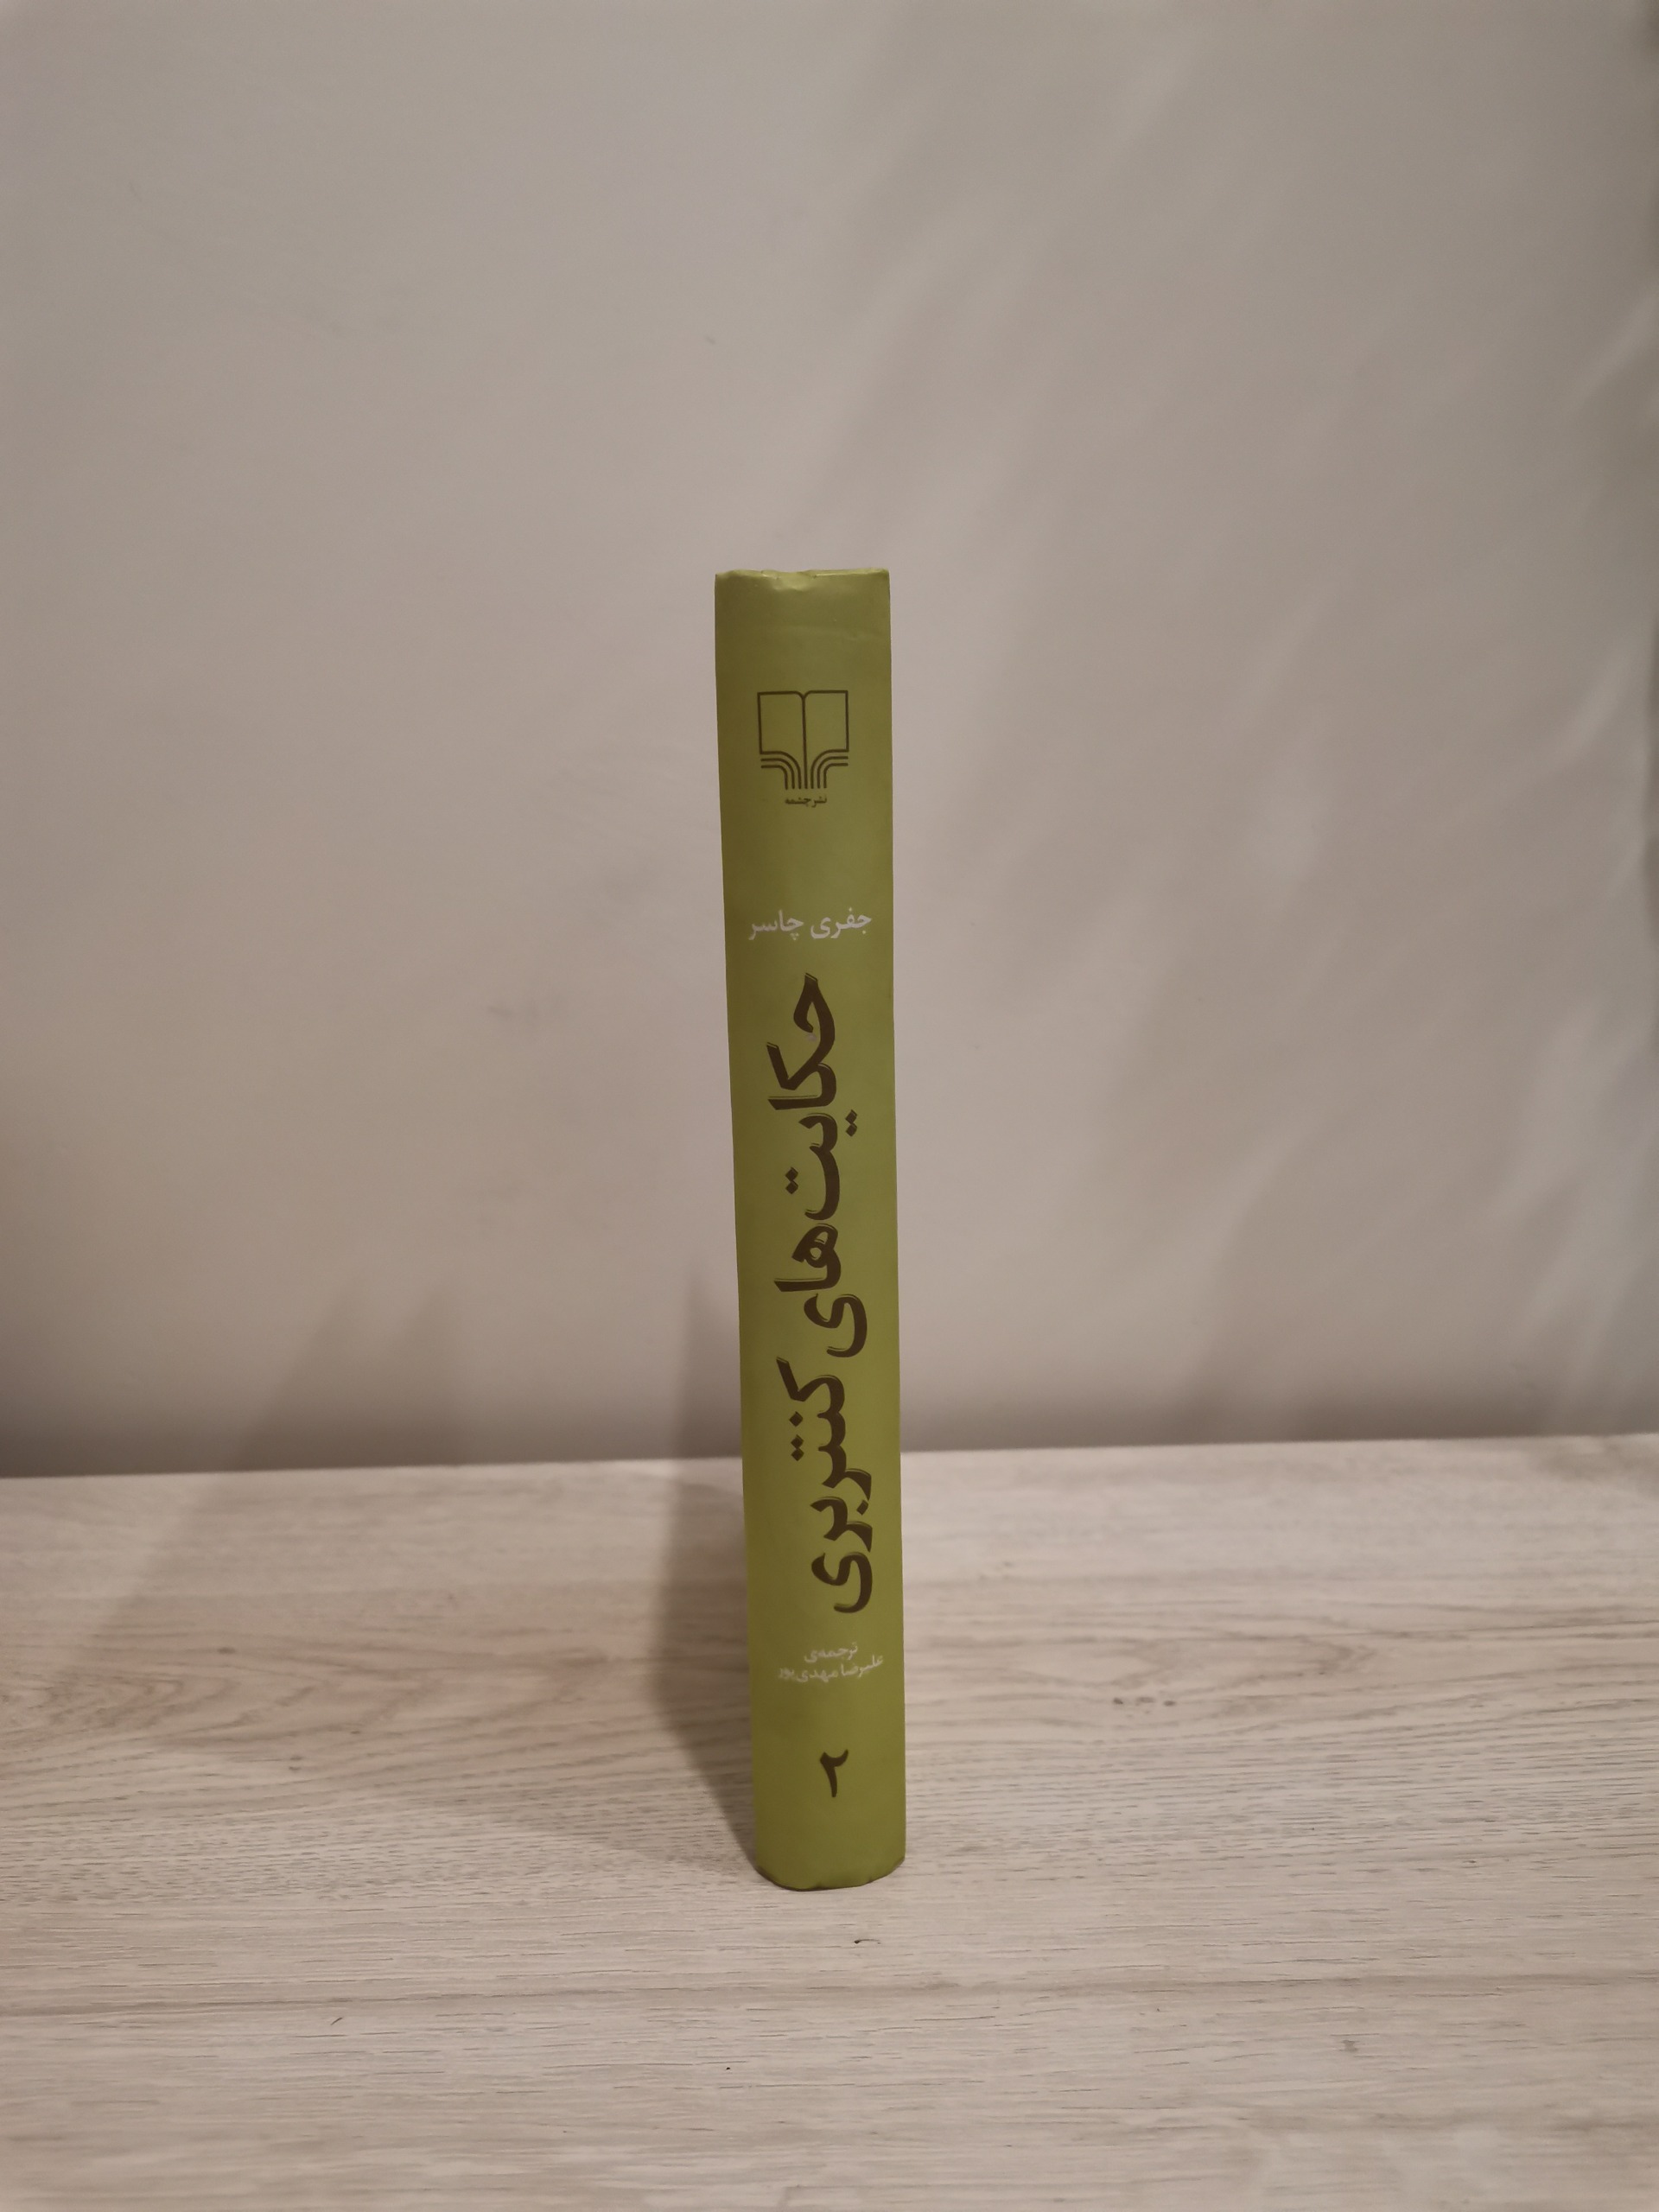 نشر چشمه
جفری چاسر
حکایت‌های کنتربری
ترجمه‌ی
علیرضا مهدی‌پور
۲